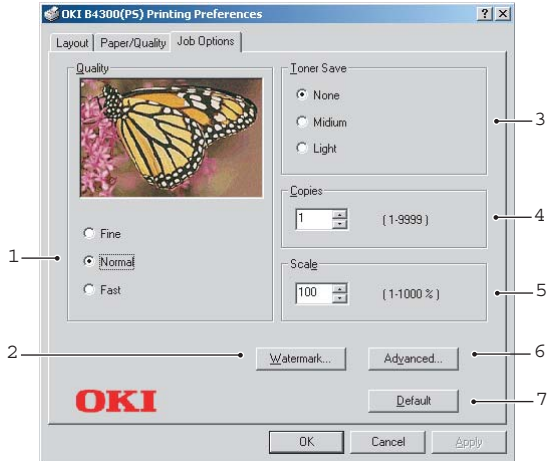 OKI B4300(PS) Printing Preferences
Layout Paper/Quality Job Options
Quality
Fine
Normal
Fast
Toner Save
None
Midium
Light
Copies
1 (1-9999)
Scale
100 (1-1000 %)
Watermark... Advanced...
OKI
Default
OK Cancel Apply
1
2
3
4
5
6
7